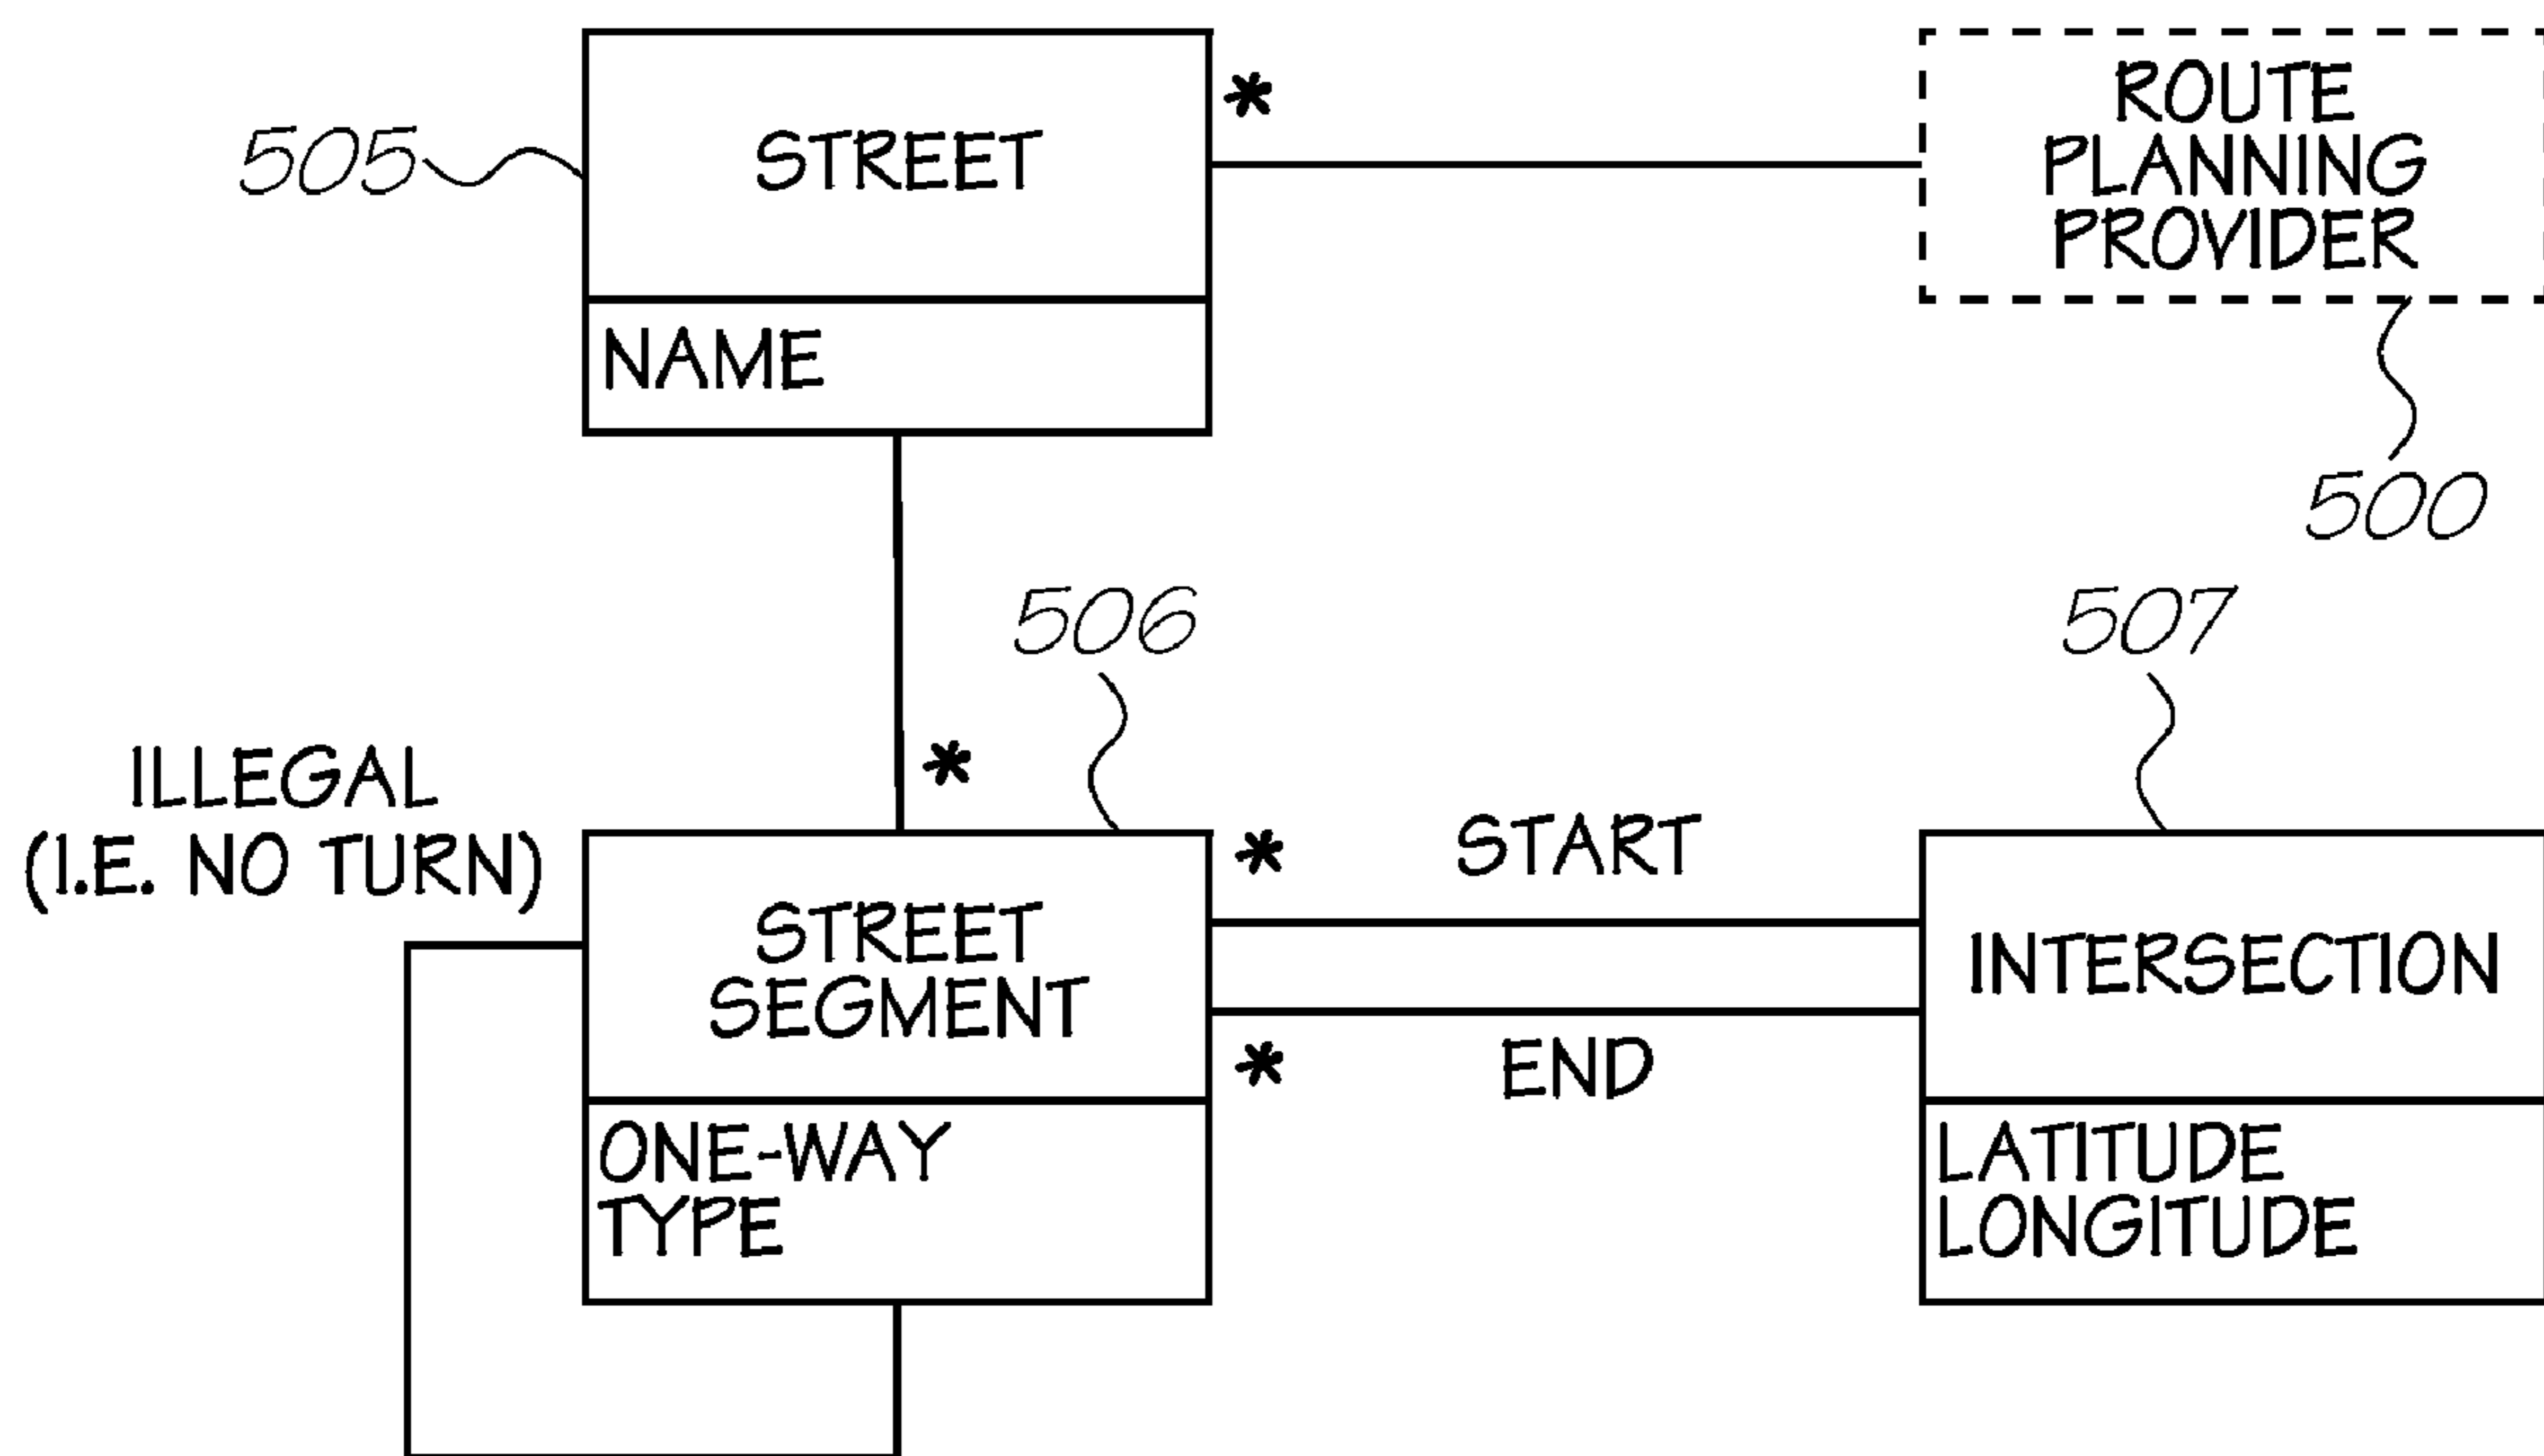 505
STREET
*
NAME
ROUTE
PLANNING
PROVIDER
500
506
507
*
ILLEGAL
(I.E. NO TURN)
STREET
SEGMENT
ONE-WAY
TYPE
*
START
*
END
INTERSECTION
LATITUDE
LONGITUDE